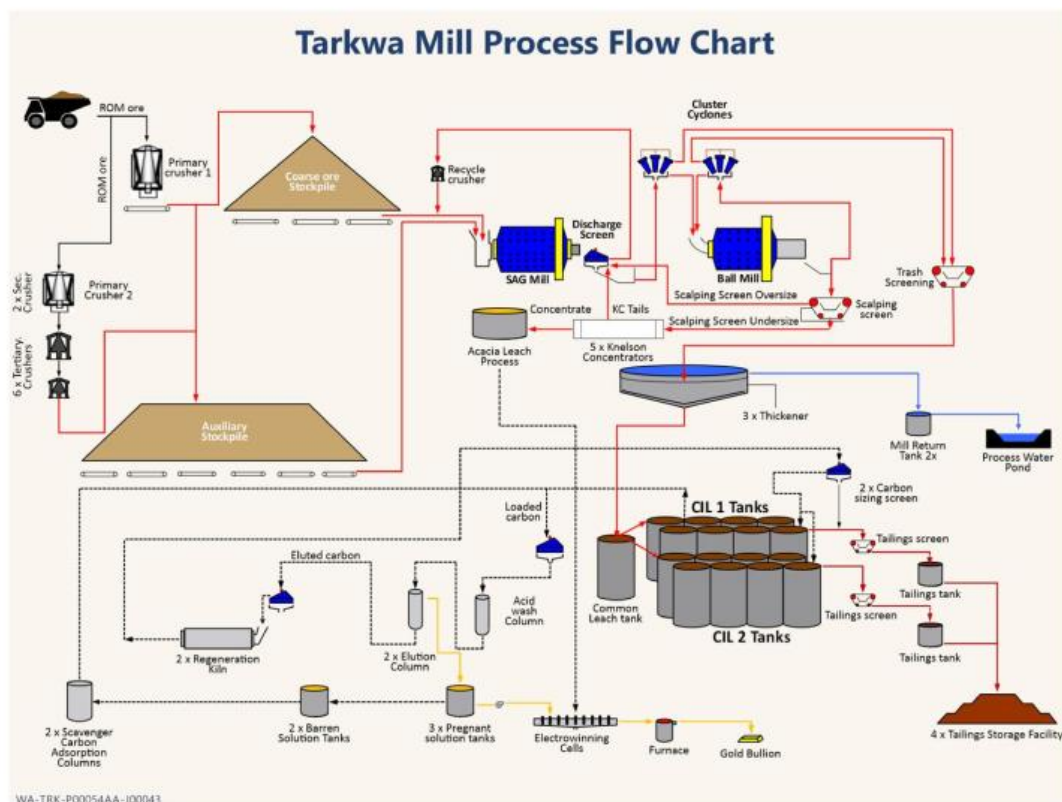 Tarkwa Mill Process Flow Chart
ROM ore
ROM ore
Primary
crusher 1
Coarse ore
Stockpile
Recycle
crusher
Cluster
Cyclones
Discharge
Screen
SAG Mill
Ball Mill
Trash
Screening
2 x Sec.
Crusher
Primary
Crusher 2
6 x Tertiary.
Crushers
Scalping Screen Oversize
Scalping
screen
Concentrate
KC Tails
Scalping Screen Undersize
Acacia Leach
Process
5 x Knelson
Concentrators
3 x Thickener
Mill Return
Tank 2x
Process Water
Pond
Auxiliary
Stockpile
2 x Carbon
sizing screen
Loaded
carbon
CIL 1 Tanks
Tailings screen
Eluted carbon
Tailings tank
Acid
wash
Column
Common
Leach tank
Tailings screen
CIL 2 Tanks
Tailings tank
2 x Regeneration
Kiln
2 x Elution
Column
2 x Scavenger
Carbon
Adsorption
Columns
2 x Barren
Solution Tanks
3 x Pregnant
solution tanks
Electrowinning
Cells
Furnace
Gold Bullion
4 x Tailings Storage Facility
WA-TRK-P00054AA-J00043